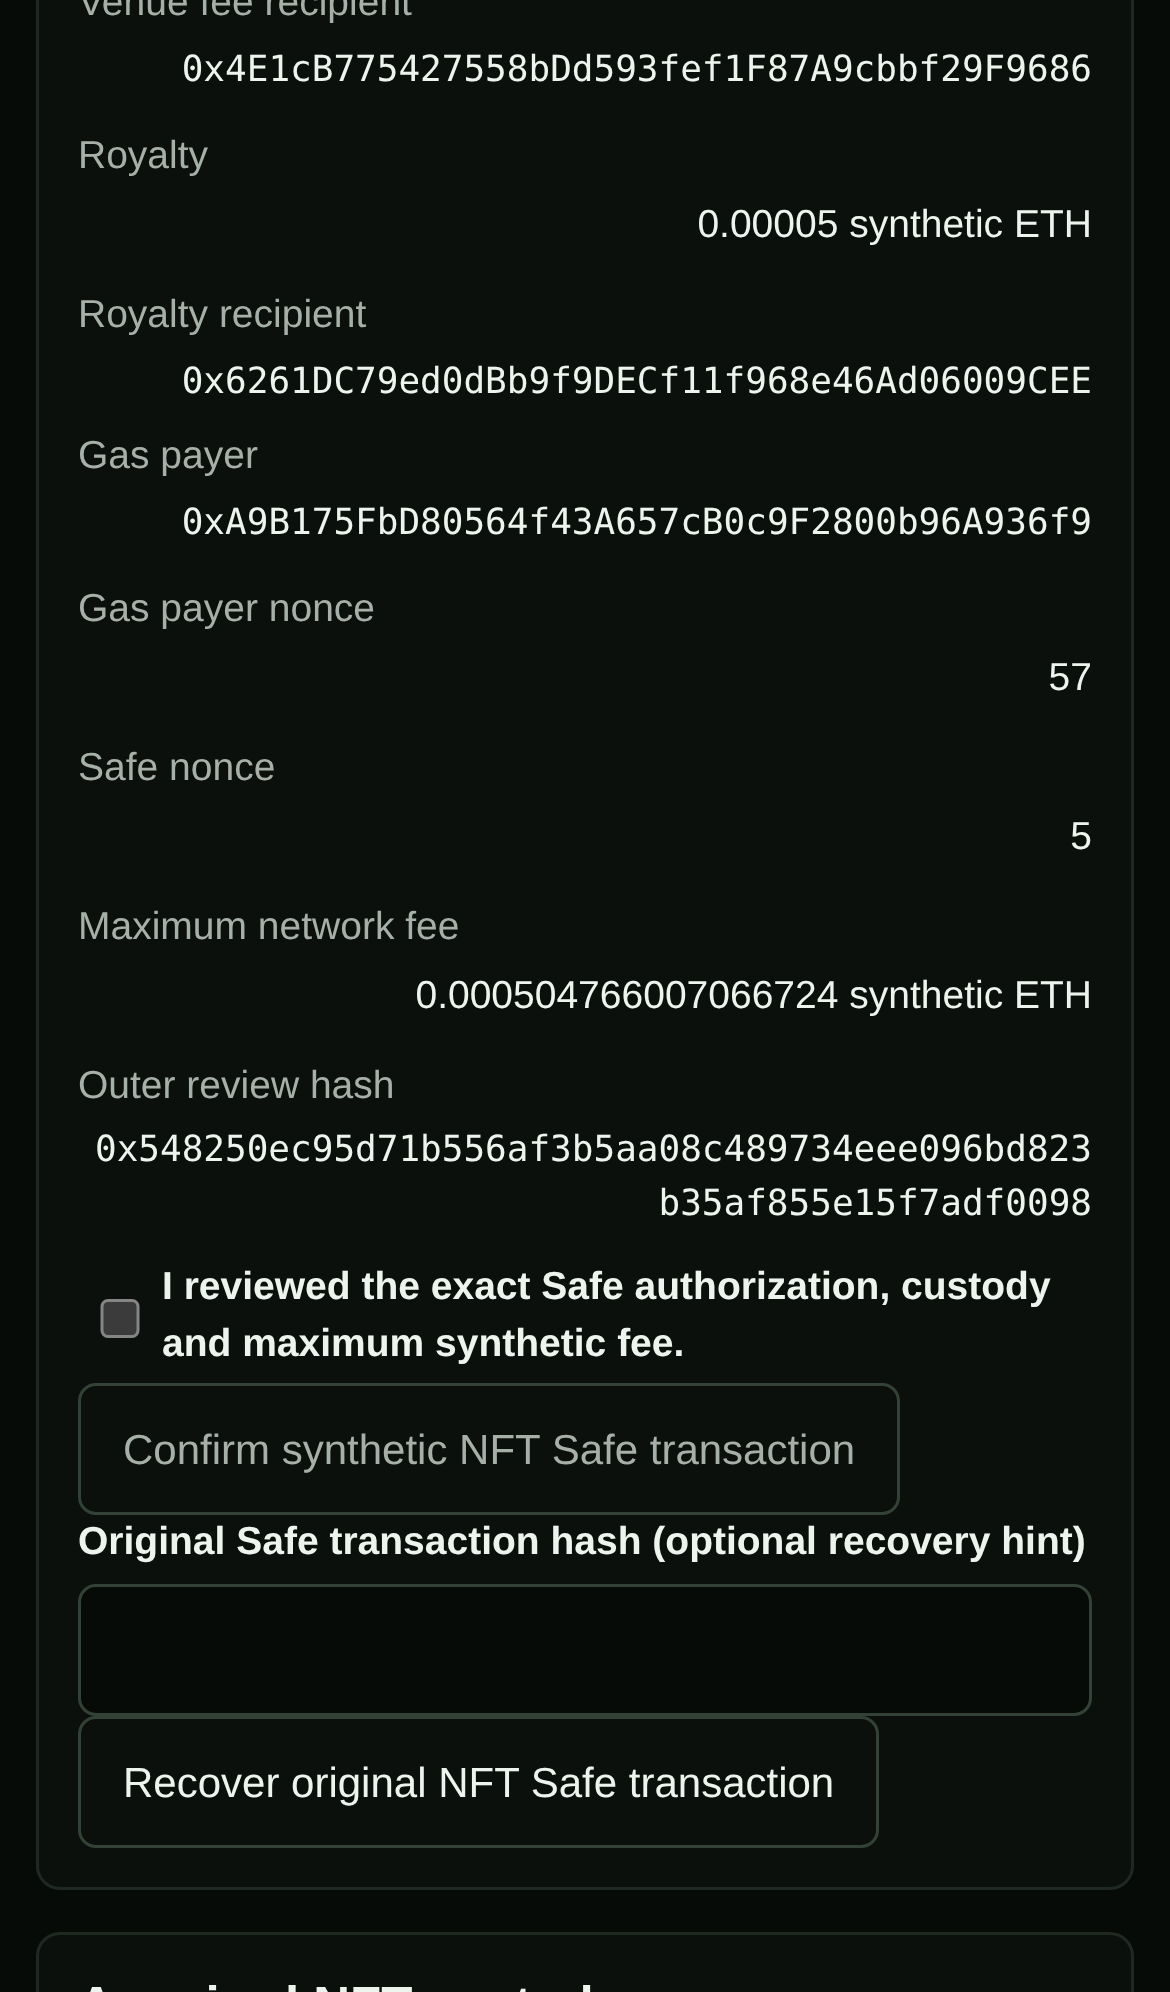 Venue fee recipient
0x4E1cB775427558bDd593fef1F87A9cbbf29F9686
Royalty
0.00005 synthetic ETH
Royalty recipient
0x6261DC79ed0dBb9f9DECf11f968e46Ad06009CEE
Gas payer
0xA9B175FbD80564f43A657cB0c9F2800b96A936f9
Gas payer nonce
57
Safe nonce
5
Maximum network fee
0.000504766007066724 synthetic ETH
Outer review hash
0x548250ec95d71b556af3b5aa08c489734eee096bd823
b35af855e15f7adf0098
I reviewed the exact Safe authorization, custody
and maximum synthetic fee.
Confirm synthetic NFT Safe transaction
Original Safe transaction hash (optional recovery hint)
Recover original NFT Safe transaction